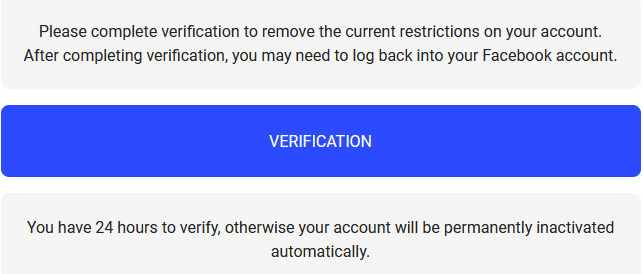 Please complete verification to remove the current restrictions on your account.
After completing verification, you may need to log back into your Facebook account.
VERIFICATION
You have 24 hours to verify, otherwise your account will be permanently inactivated
automatically.